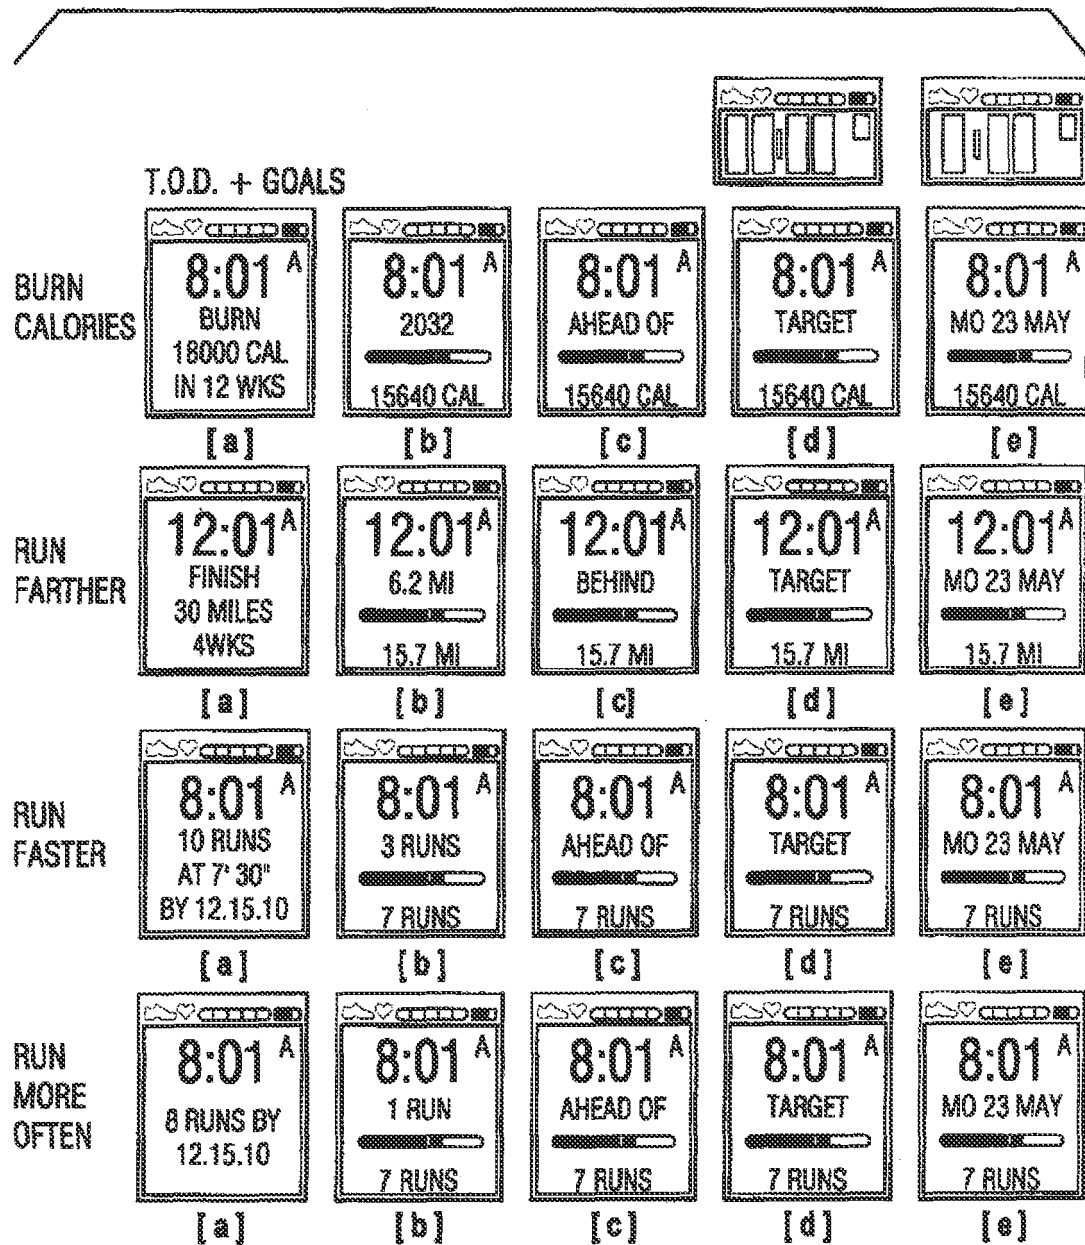 T.O.D. + GOALS
BURN
CALORIES
8:01 A
BURN
18000 CAL
IN 12 WKS
[a]
8:01 A
2032
15640 CAL
[b]
8:01 A
AHEAD OF
15640 CAL
[c]
8:01 A
TARGET
15640 CAL
[d]
8:01 A
MO 23 MAY
15640 CAL
[e]
RUN
FARTHER
12:01 A
FINISH
30 MILES
4WKS
[a]
12:01 A
6.2 MI
15.7 MI
[b]
12:01 A
BEHIND
15.7 MI
[c]
12:01 A
TARGET
15.7 MI
[d]
12:01 A
MO 23 MAY
15.7 MI
[e]
RUN
FASTER
8:01 A
10 RUNS
AT 7' 30"
BY 12.15.10
[a]
8:01 A
3 RUNS
7 RUNS
[b]
8:01 A
AHEAD OF
7 RUNS
[c]
8:01 A
TARGET
7 RUNS
[d]
8:01 A
MO 23 MAY
7 RUNS
[e]
RUN
MORE
OFTEN
8:01 A
8 RUNS BY
12.15.10
[a]
8:01 A
1 RUN
7 RUNS
[b]
8:01 A
AHEAD OF
7 RUNS
[c]
8:01 A
TARGET
7 RUNS
[d]
8:01 A
MO 23 MAY
7 RUNS
[e]